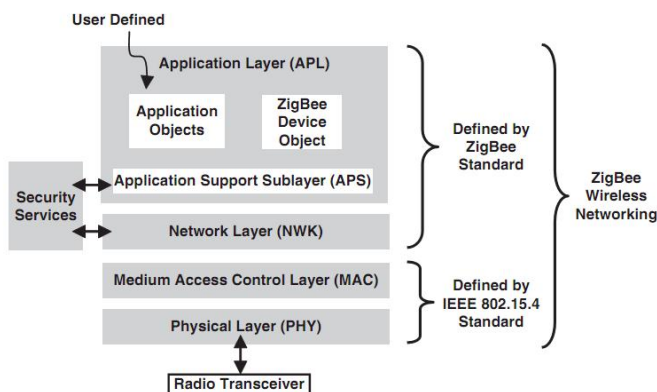 User Defined
Application Layer (APL)
Application
Objects
ZigBee
Device
Object
Application Support Sublayer (APS)
Security
Services
Network Layer (NWK)
Medium Access Control Layer (MAC)
Physical Layer (PHY)
Radio Transceiver
Defined by
ZigBee
Standard
Defined by
IEEE 802.15.4
Standard
ZigBee
Wireless
Networking